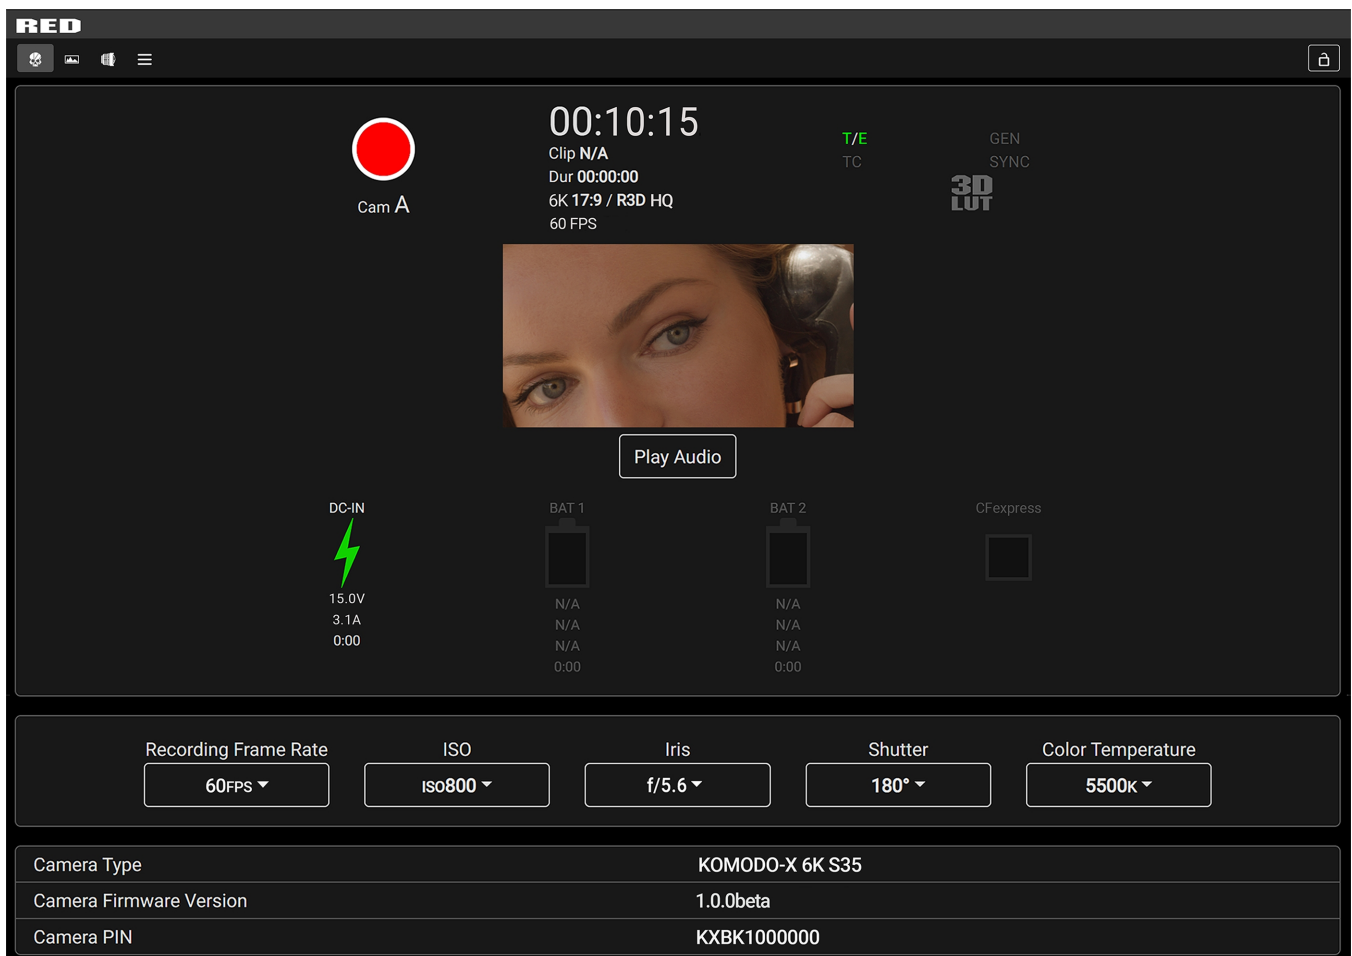 RED
00:10:15
Clip N/A
Dur 00:00:00
6K 17:9 / R3D HQ
60 FPS
Cam A
T/E
GEN
TC
SYNC
3D
LUT
Play Audio
DC-IN
15.0V
3.1A
0:00
BAT 1
N/A
N/A
N/A
0:00
BAT 2
N/A
N/A
N/A
0:00
CFexpress
Recording Frame Rate
60FPS
ISO
ISO800
Iris
f/5.6
Shutter
180°
Color Temperature
5500K
Camera Type KOMODO-X 6K S35
Camera Firmware Version 1.0.0beta
Camera PIN KXBK1000000